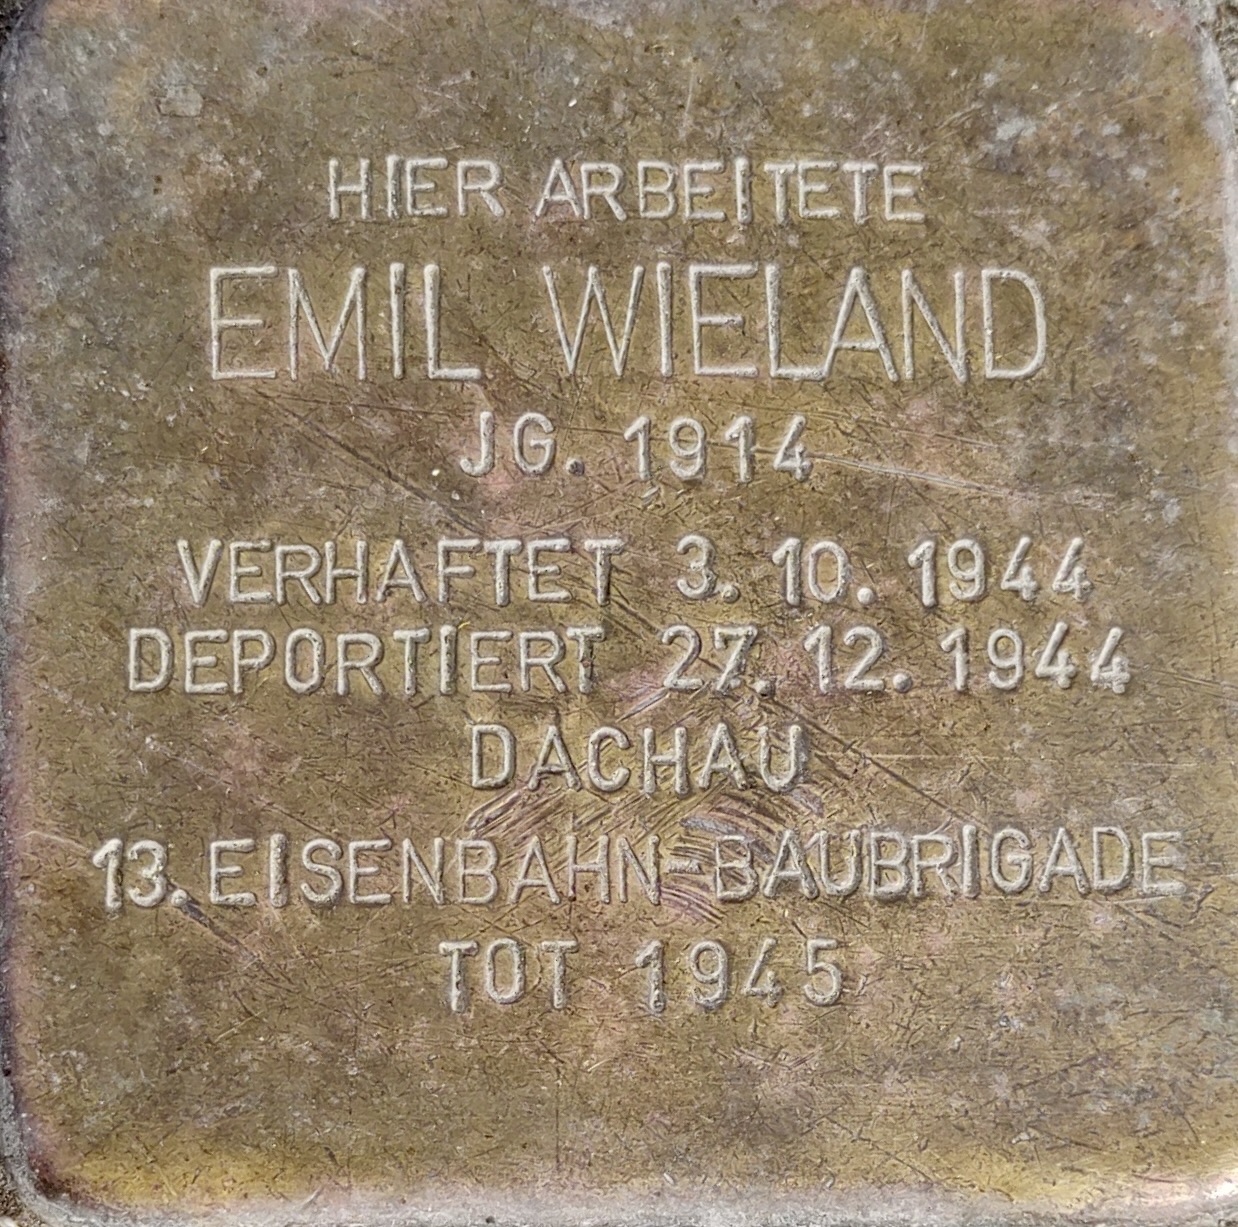 HIER ARBEITETE
EMIL WIELAND
JG. 1914
VERHAFTET 3. 10. 1944
DEPORTIERT 27. 12. 1944
DACHAU
13. EISENBAHN-BAUBRIGADE
TOT 1945